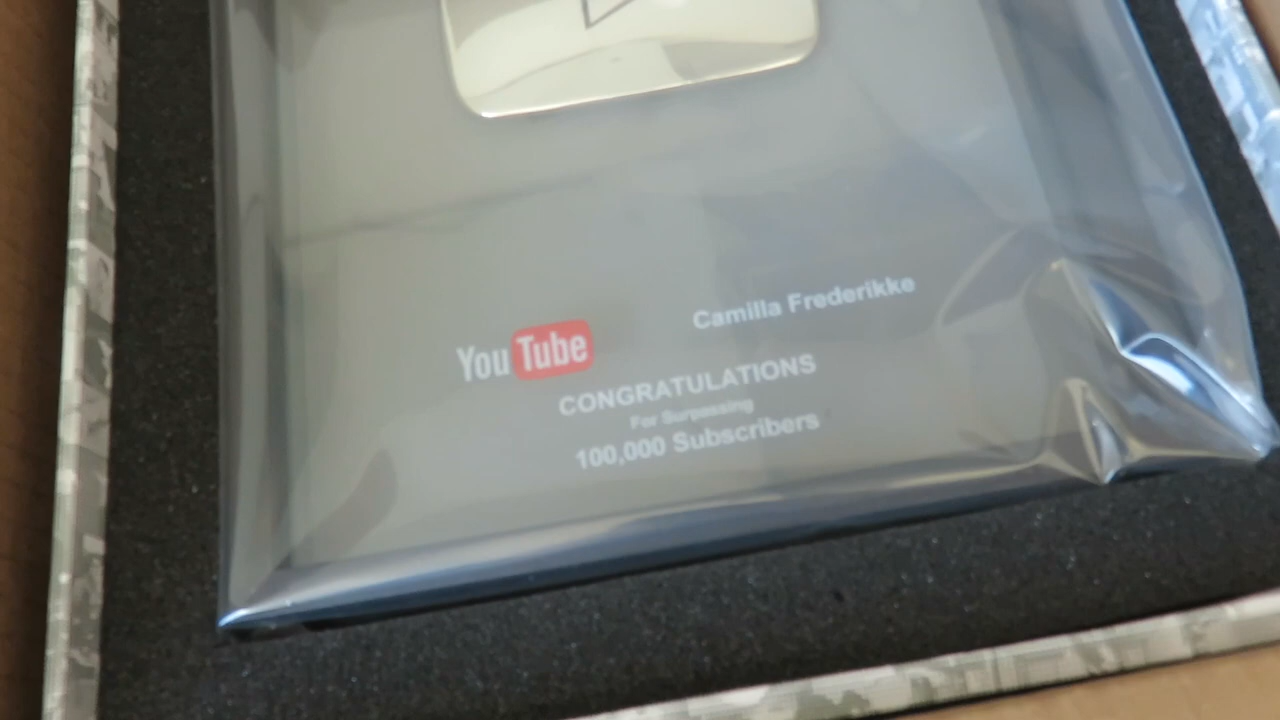 Camilla Frederikke
YouTube
CONGRATULATIONS
For Surpassing
100,000 Subscribers